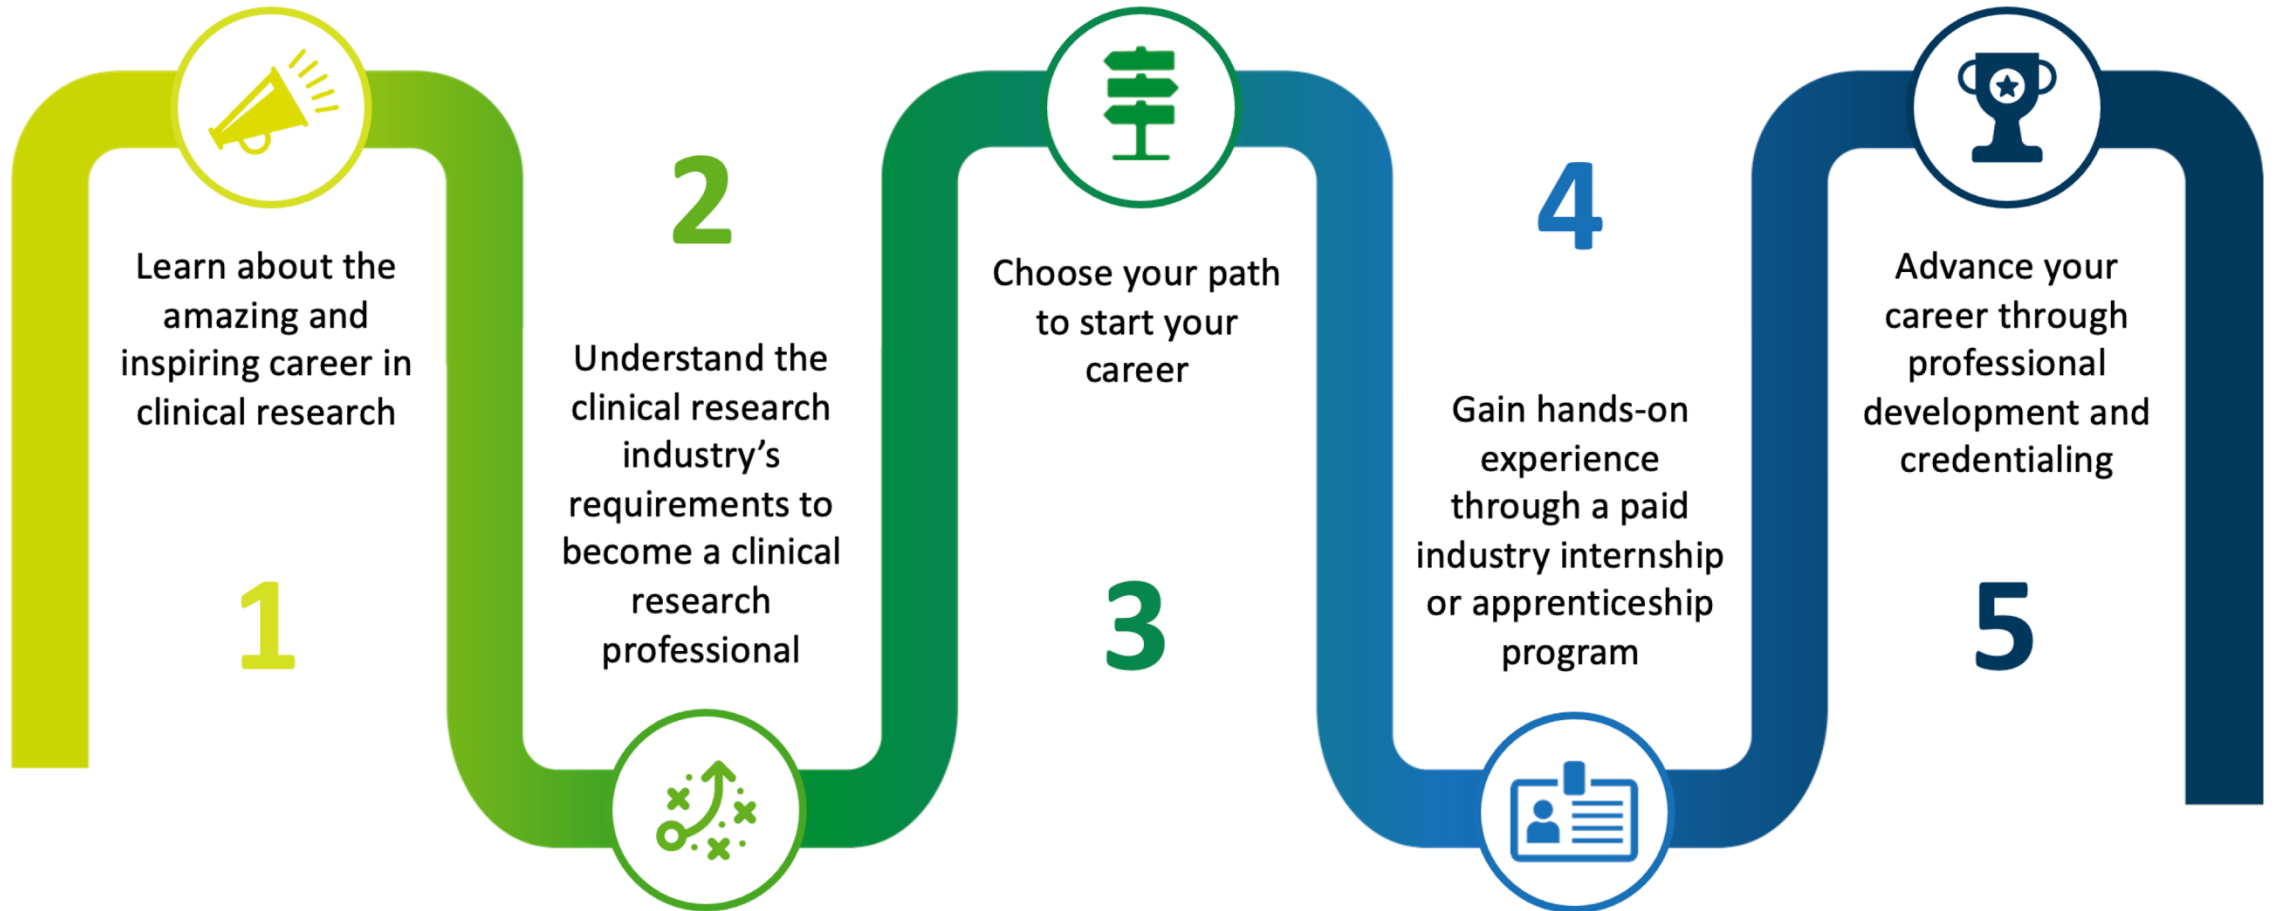 Learn about the
amazing and
inspiring career in
clinical research
1
2
Understand the
clinical research
industry’s
requirements to
become a clinical
research
professional
Choose your path
to start your
career
3
4
Gain hands-on
experience
through a paid
industry internship
or apprenticeship
program
Advance your
career through
professional
development and
credentialing
5